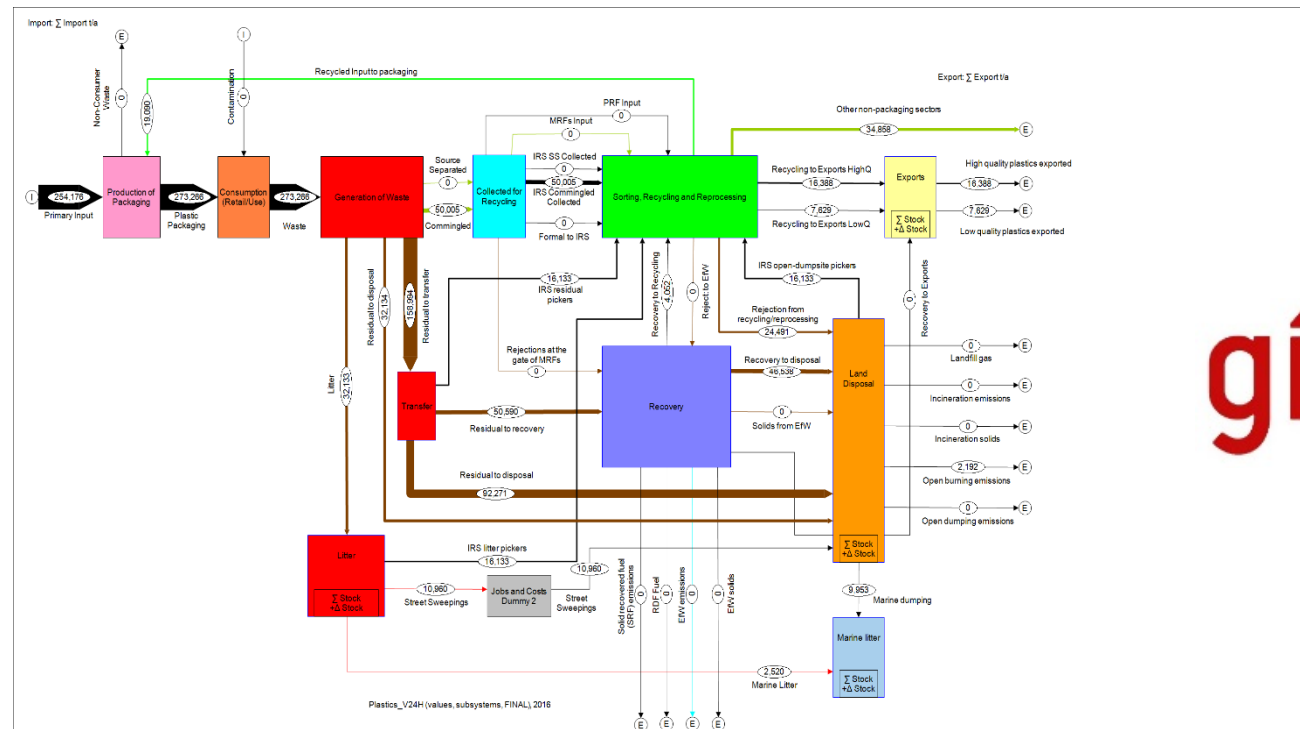 Import: Σ Import t/a
E
I
Non-Consumer
Waste
0
Contamination
0
Recycled Input to packaging
19,090
Export: Σ Export t/a
PRF Input
0
MRFs Input
0
Other non-packaging sectors
34,858
E
I
254,176
Primary Input
Production of
Packaging
273,266
Plastic
Packaging
Consumption
(Retail/Use)
273,266
Waste
Generation of Waste
Source
Separated
0
50,005
Commingled
Collected for
Recycling
IRS SS Collected
0
50,005
IRS Commingled
Collected
0
Formal to IRS
Sorting, Recycling and Reprocessing
Recycling to Exports HighQ
16,388
7,629
Recycling to Exports LowQ
Exports
Σ Stock
+Δ Stock
High quality plastics exported
16,388
E
7,629
E
Low quality plastics exported
Residual to disposal
32,134
158,994
Residual to transfer
16,133
IRS residual
pickers
Recovery to Recycling
4,052
0
Reject to EfW
IRS open-dumpsite pickers
16,133
0
Recovery to Exports
Rejection from
recycling/reprocessing
24,491
Litter
32,133
Rejections at the
gate of MRFs
0
Transfer
50,590
Residual to recovery
Recovery
Recovery to disposal
46,538
0
Solids from EfW
Land
Disposal
0
E
Landfill gas
0
E
Incineration emissions
0
E
Incineration solids
2,192
E
Open burning emissions
0
E
Open dumping emissions
Residual to disposal
92,271
Σ Stock
+Δ Stock
Litter
Σ Stock
+Δ Stock
IRS litter pickers
16,133
10,960
Street Sweepings
Jobs and Costs
Dummy 2
10,960
Street
Sweepings
Solid recovered fuel
(SRF) emissions
0
RDF Fuel
0
EfW emissions
0
EfW solids
0
9,953
Marine dumping
Marine litter
Σ Stock
+Δ Stock
2,520
Marine Litter
Plastics_V24H (values, subsystems, FINAL), 2016
E
E
E
E